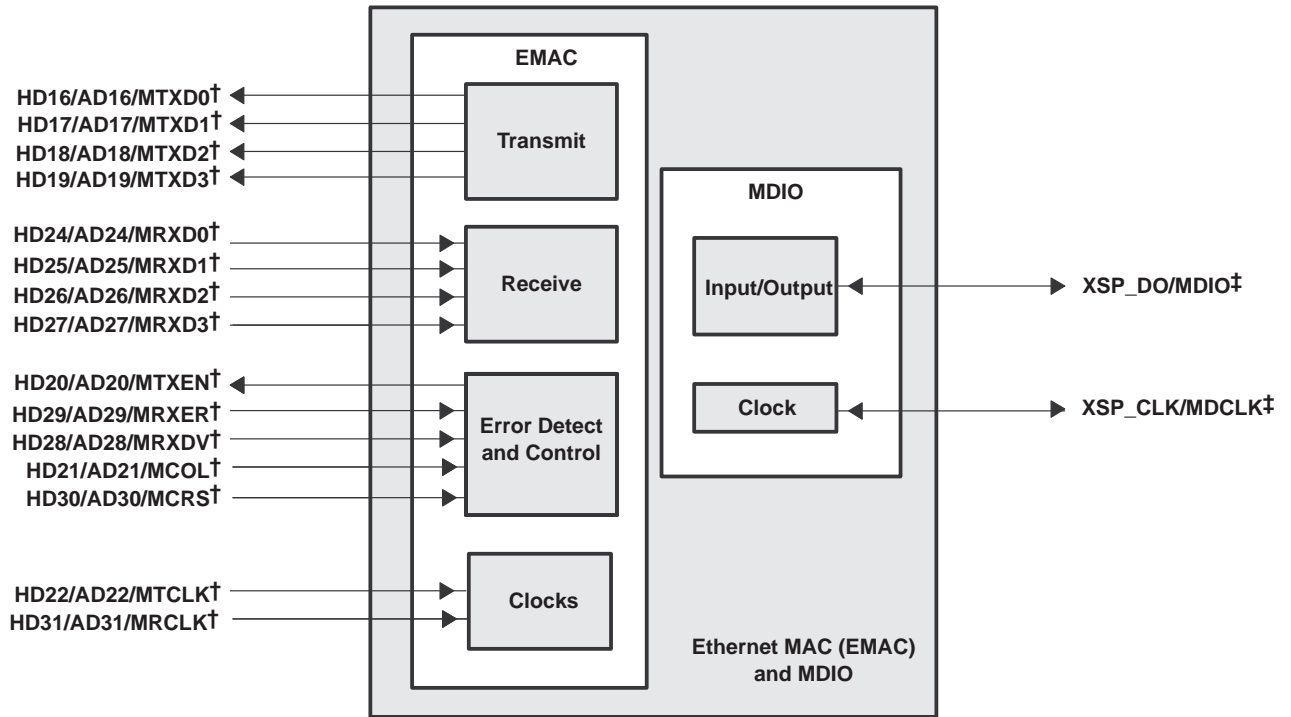 EMAC
HD16/AD16/MTXD0†
HD17/AD17/MTXD1†
HD18/AD18/MTXD2†
HD19/AD19/MTXD3†
Transmit
HD24/AD24/MRXD0†
HD25/AD25/MRXD1†
HD26/AD26/MRXD2†
HD27/AD27/MRXD3†
Receive
HD20/AD20/MTXEN†
HD29/AD29/MRXER†
HD28/AD28/MRXDV†
HD21/AD21/MCOL†
HD30/AD30/MCRS†
Error Detect
and Control
HD22/AD22/MTCLK†
HD31/AD31/MRCLK†
Clocks
MDIO
Input/Output
XSP_DO/MDIO‡
Clock
XSP_CLK/MDCLK‡
Ethernet MAC (EMAC)
and MDIO